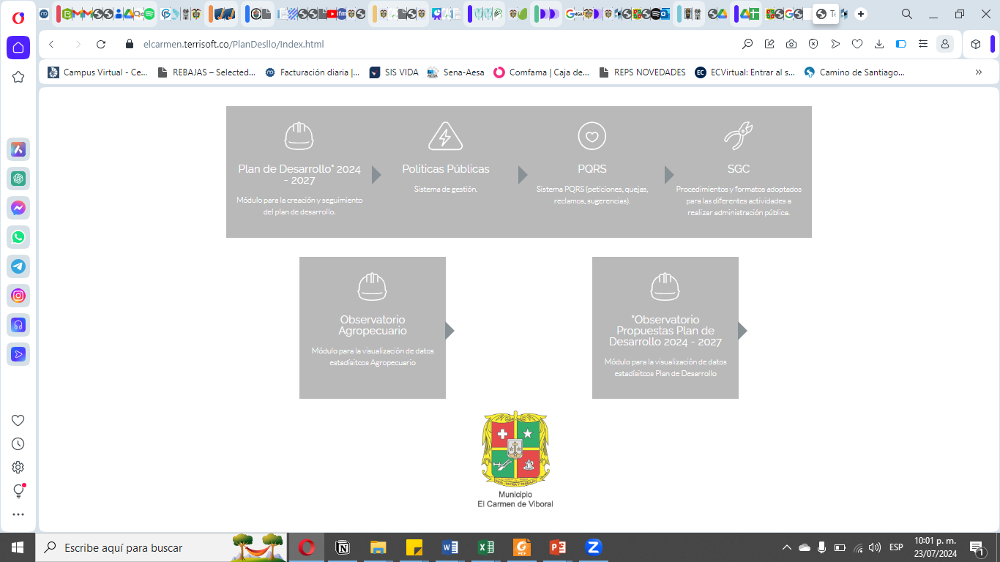 Te
elcarmen.terrisoft.co/PlanDesllo/Index.html
Campus Virtual - Ce...
REBAJAS – Selected...
Facturación diaria |...
SIS VIDA
Sena-Aesa
Comfama | Caja de...
REPS NOVEDADES
ECVirtual: Entrar al s...
Camino de Santiago...
Plan de Desarrollo" 2024
- 2027
Módulo para la creación y seguimiento
del plan de desarrollo.
Políticas Públicas
Sistema de gestión.
PQRS
Sistema PQRS (peticiones, quejas,
reclamos, sugerencias).
SGC
Procedimientos y formatos adoptados
para las diferentes actividades a
realizar administración pública.
Observatorio
Agropecuario
Módulo para la visualización de datos
estadísitcos Agropecuario
"Observatorio
Propuestas Plan de
Desarrollo 2024 - 2027
Módulo para la visualización de datos
estadísitcos Plan de Desarrollo
Municipio
El Carmen de Viboral
Escribe aquí para buscar
ESP
10:01 p. m.
23/07/2024
1